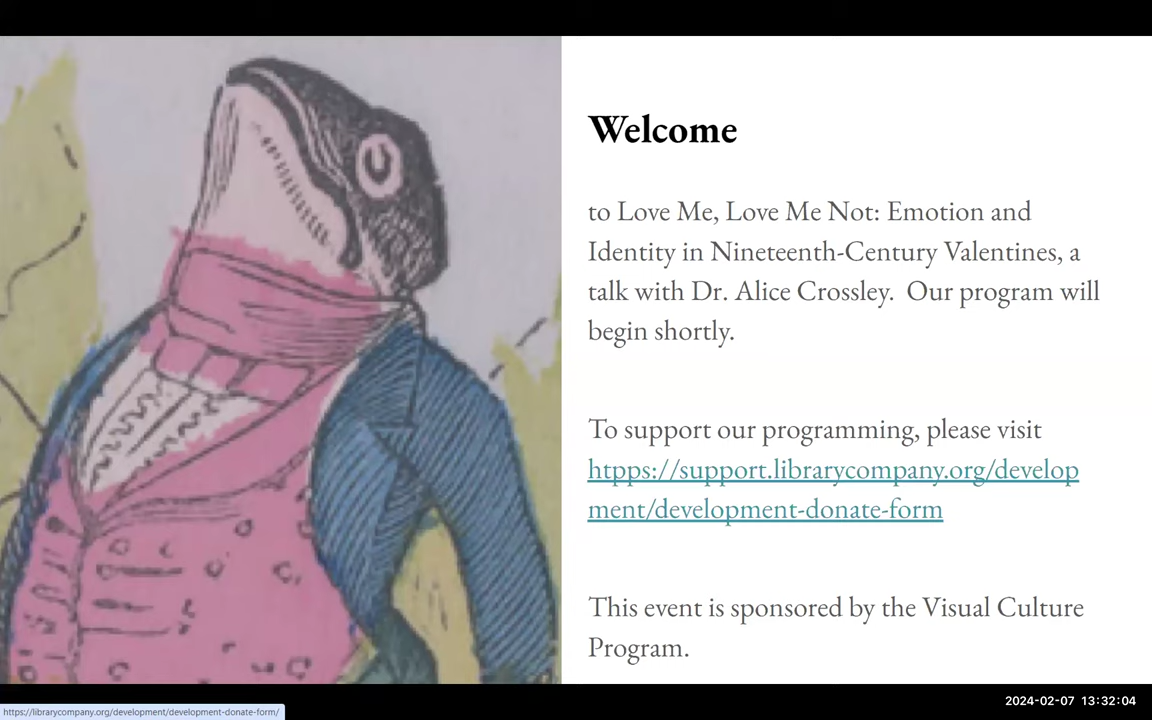 Welcome
to Love Me, Love Me Not: Emotion and
Identity in Nineteenth-Century Valentines, a
talk with Dr. Alice Crossley.  Our program will
begin shortly.
To support our programming, please visit
htpps://support.librarycompany.org/develop
ment/development-donate-form
This event is sponsored by the Visual Culture
Program.
2024-02-07 13:32:04
https://librarycompany.org/development/development-donate-form/